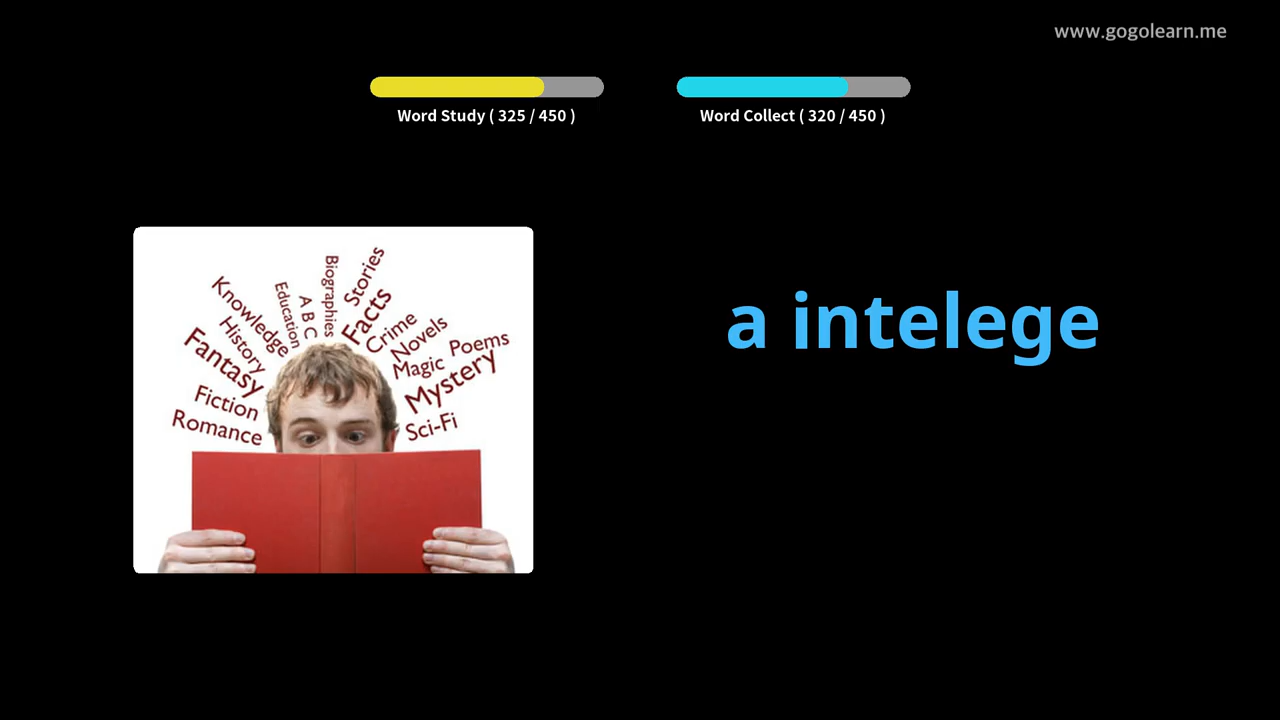 www.gogolearn.me
Word Study ( 325 / 450 )
Word Collect ( 320 / 450 )
a intelege
Biographies
Stories
Education
A B C
Facts
Knowledge
Crime
History
Novels
Poems
Fantasy
Magic
Mystery
Fiction
Romance
Sci-Fi